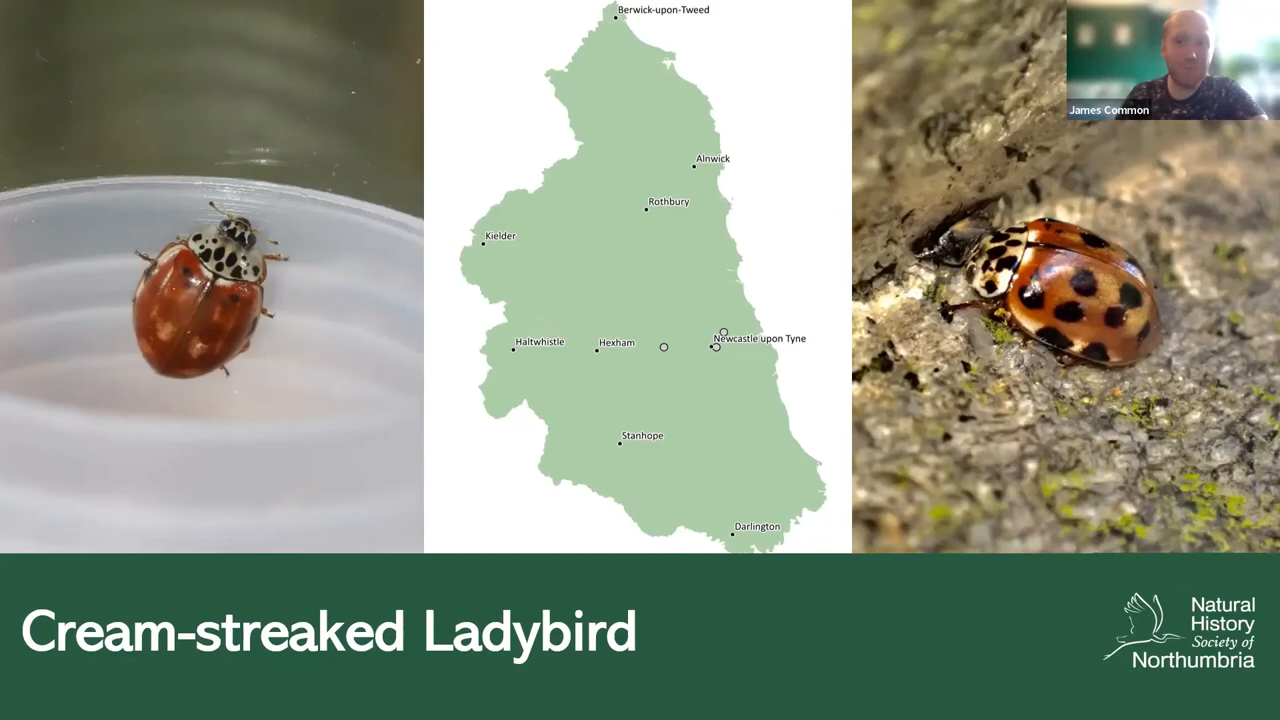 Berwick-upon-Tweed
James Common
Alnwick
Rothbury
Kielder
Newcastle upon Tyne
Haltwhistle
Hexham
Stanhope
Darlington
Cream-streaked Ladybird
Natural
History
Society of
Northumbria